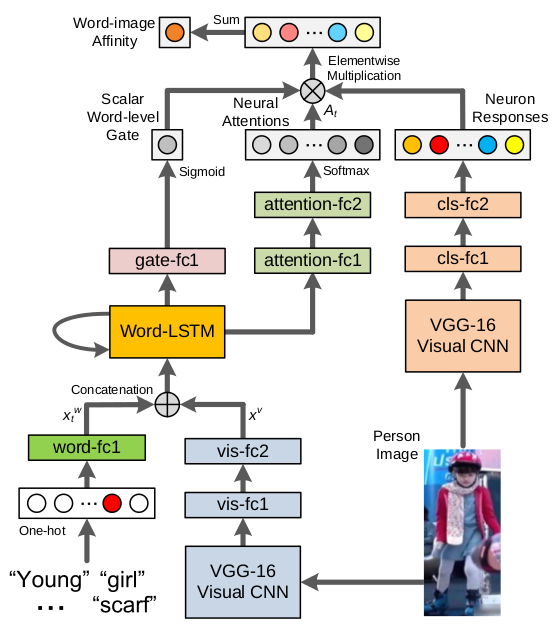 Word-image
Affinity
Sum
...
Elementwise
Multiplication
Scalar
Word-level
Gate
Neural
Attentions
A_t
Neuron
Responses
...
...
Sigmoid
Softmax
attention-fc2
cls-fc2
gate-fc1
attention-fc1
cls-fc1
Word-LSTM
VGG-16
Visual CNN
Concatenation
x_t^w
x^v
Person
Image
word-fc1
vis-fc2
...
One-hot
vis-fc1
“Young” “girl”
... “scarf”
VGG-16
Visual CNN